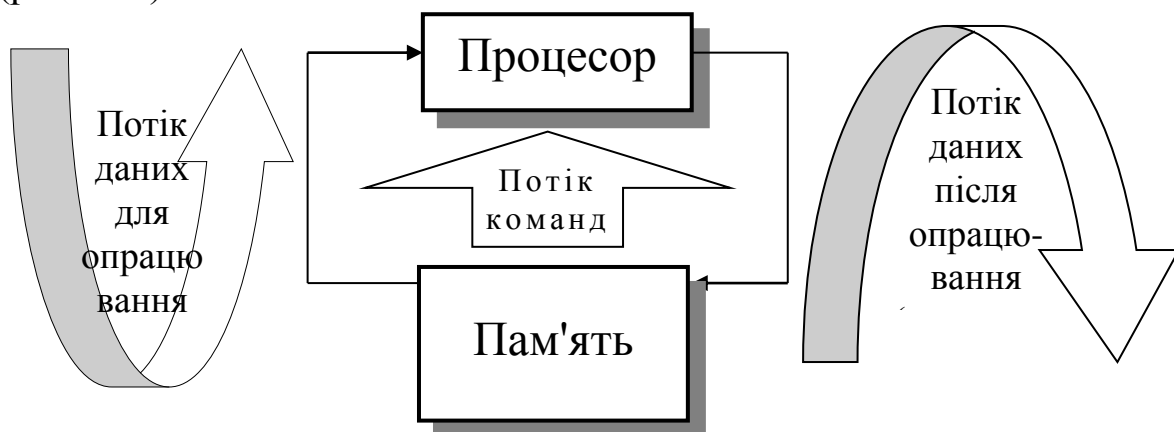 Процесор
Потік
даних
для
опрацю
вання
Потік
команд
Потік
даних
після
опрацю-
вання
Пам'ять